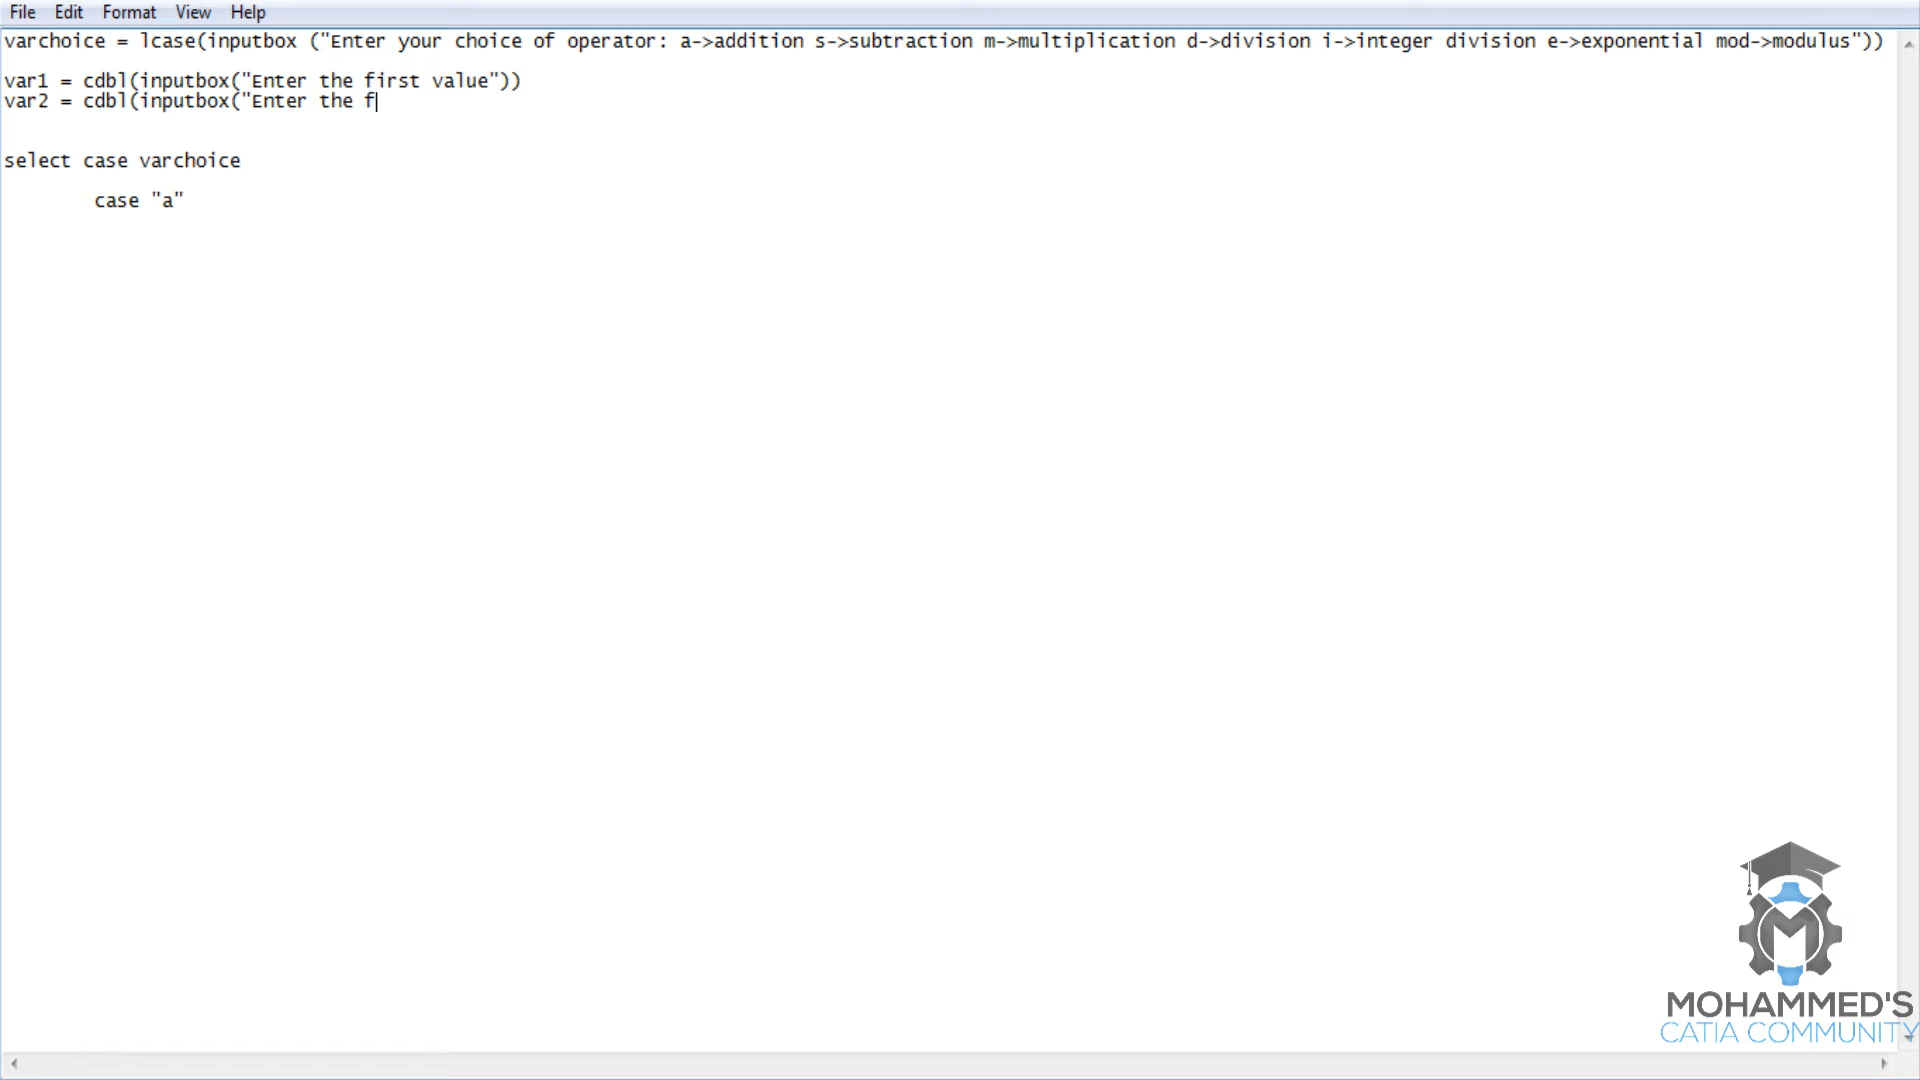 File Edit Format View Help
varchoice = lcase(inputbox ("Enter your choice of operator: a->addition s->subtraction m->multiplication d->division i->integer division e->exponential mod->modulus"))
var1 = cdbl(inputbox("Enter the first value"))
var2 = cdbl(inputbox("Enter the f
select case varchoice
case "a"
MOHAMMED'S
CATIA COMMUNITY